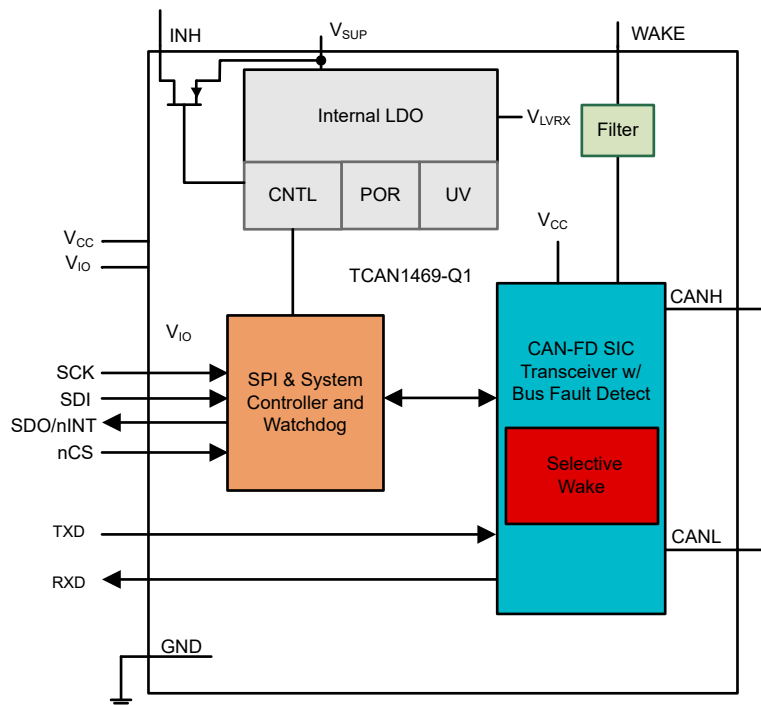 INH
VSUP
WAKE
Internal LDO
VLVRX
Filter
CNTL
POR
UV
VCC
VCC
VIO
TCAN1469-Q1
CANH
VIO
CAN-FD SIC
Transceiver w/
Bus Fault Detect
SCK
SDI
SDO/nINT
nCS
SPI & System
Controller and
Watchdog
Selective
Wake
TXD
CANL
RXD
GND